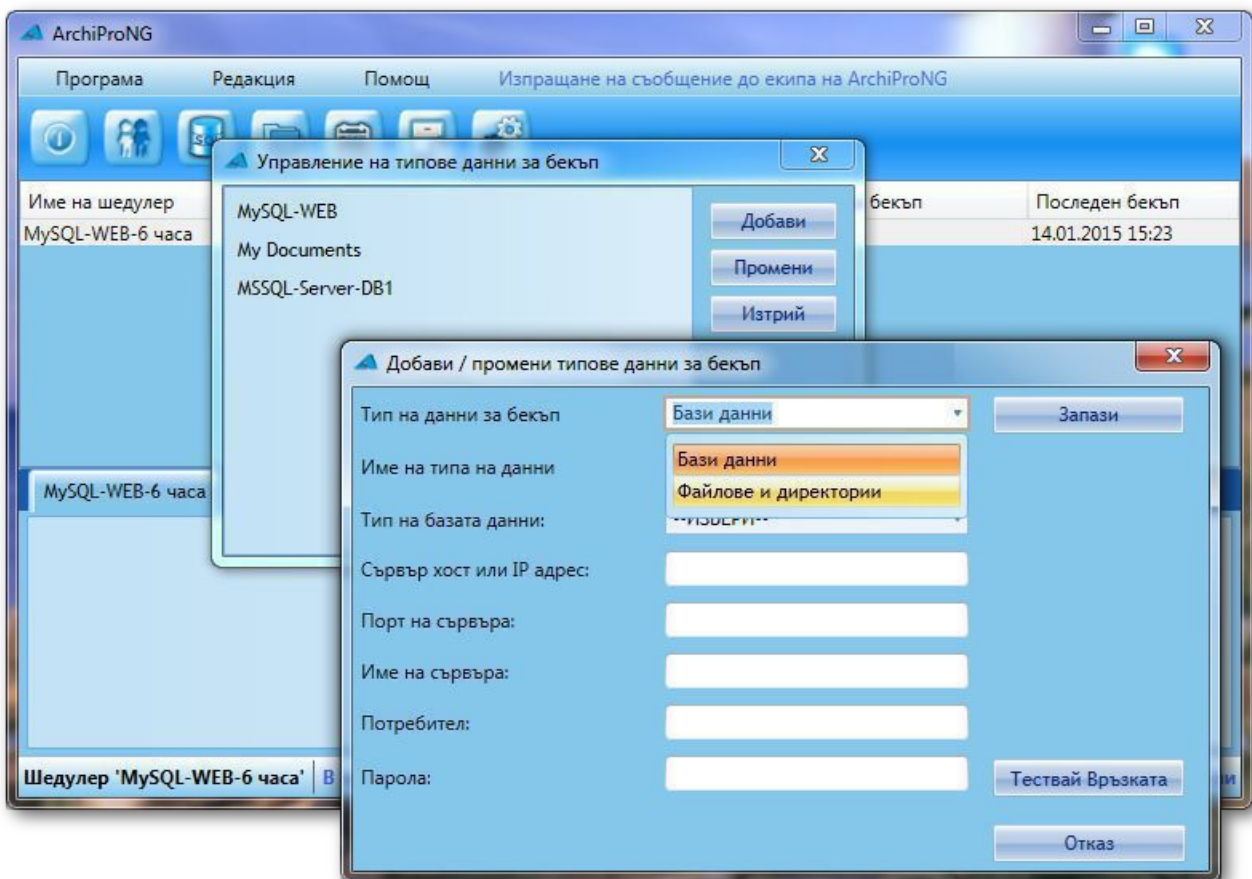 ArchiProNG
Програма Редакция Помощ Изпращане на съобщение до екипа на ArchiProNG
Управление на типове данни за бекъп
Име на шедулер бекъп Последен бекъп
MySQL-WEB-6 часа 14.01.2015 15:23
MySQL-WEB
My Documents
MSSQL-Server-DB1
Добави
Промени
Изтрий
Добави / промени типове данни за бекъп
Тип на данни за бекъп Бази данни Запази
Бази данни
Име на типа на данни
Файлове и директории
Тип на базата данни: --ИЗБЕРИ--
Сървър хост или IP адрес:
Порт на сървъра:
Име на сървъра:
Потребител:
Парола: Тествай Връзката
Отказ
MySQL-WEB-6 часа
Шедулер 'MySQL-WEB-6 часа' В